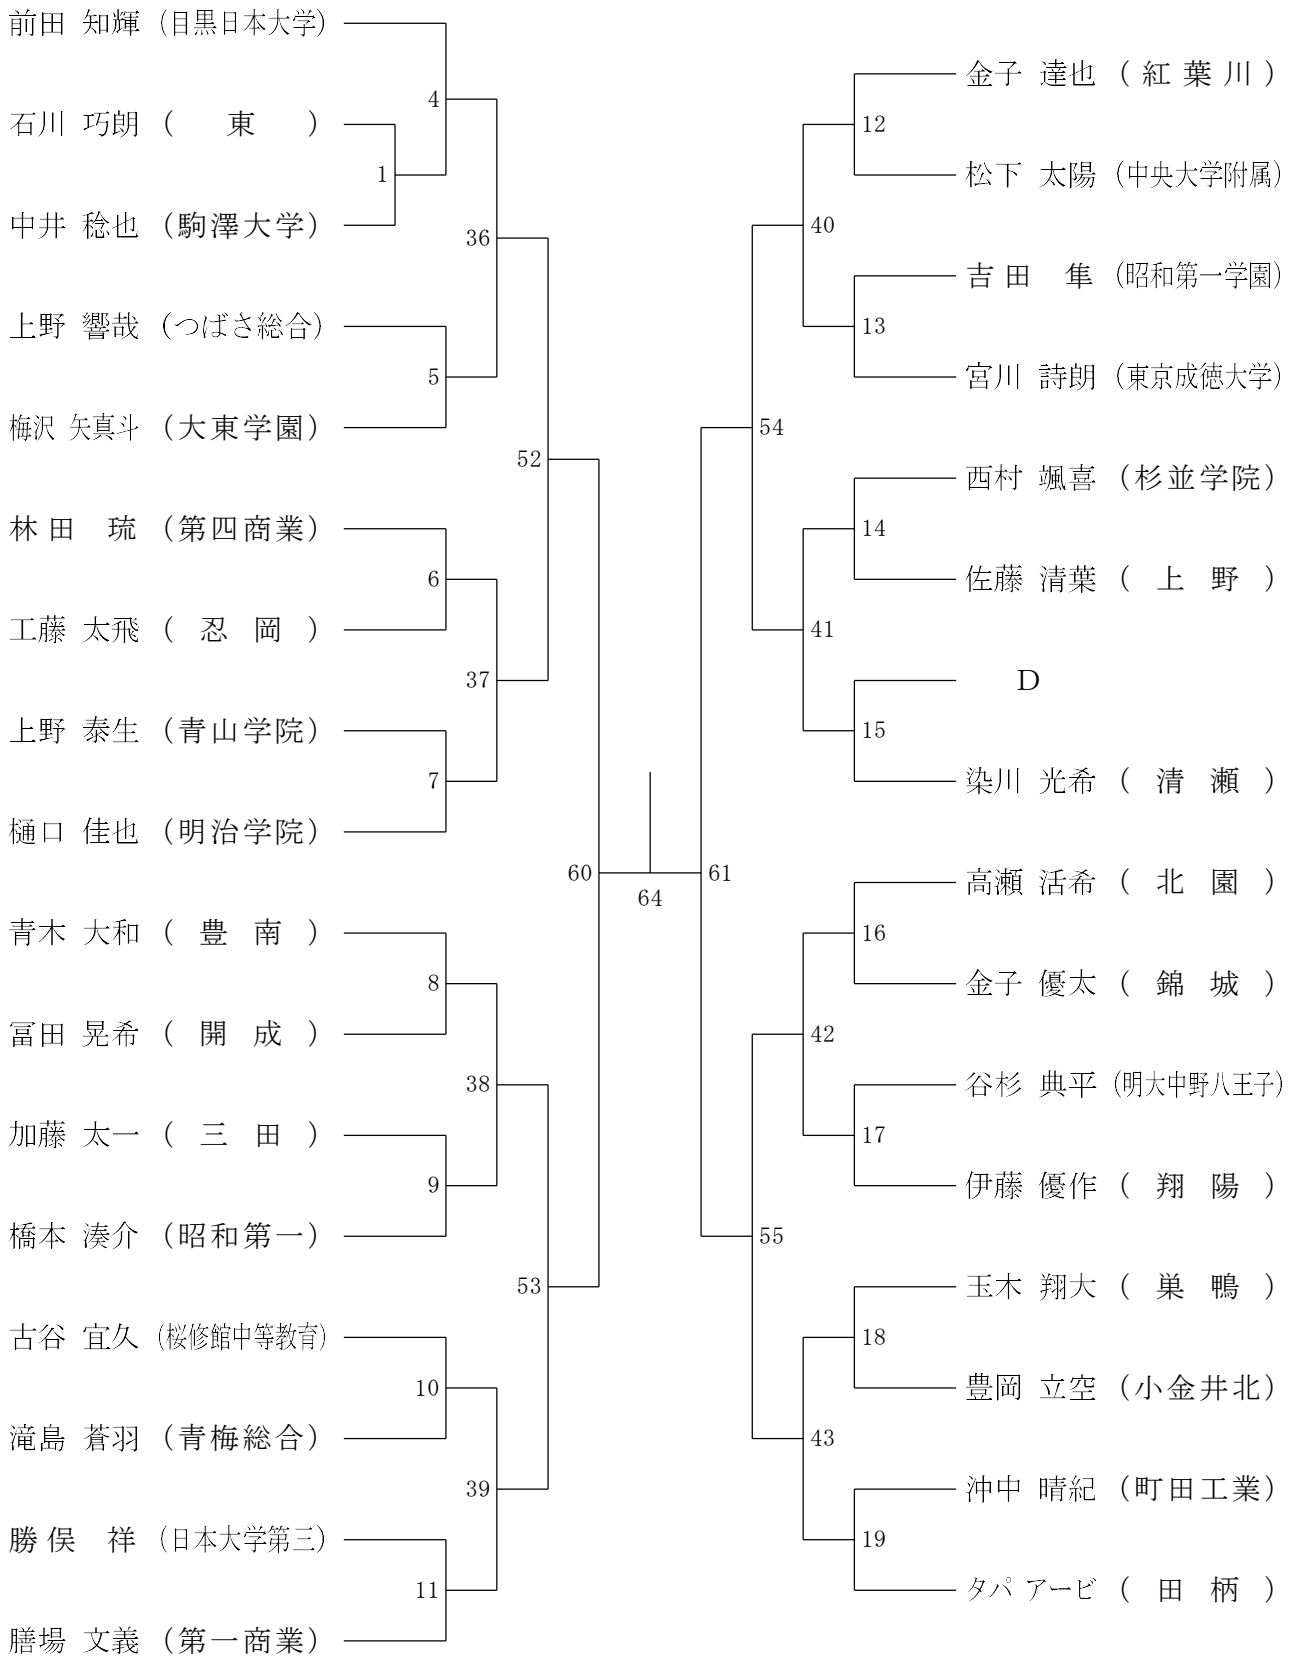 前田 知輝 (目黒日本大学)
石川 巧朗 ( 東 )
中井 稔也 (駒澤大学)
上野 響哉 (つばさ総合)
梅沢 矢真斗 (大東学園)
林田 琉 (第四商業)
工藤 太飛 ( 忍 岡 )
上野 泰生 (青山学院)
樋口 佳也 (明治学院)
青木 大和 ( 豊 南 )
冨田 晃希 ( 開 成 )
加藤 太一 ( 三 田 )
橋本 湊介 (昭和第一)
古谷 宜久 (桜修館中等教育)
滝島 蒼羽 (青梅総合)
勝俣 祥 (日本大学第三)
膳場 文義 (第一商業)
1
4
5
6
7
8
9
10
11
36
37
38
39
52
53
60
64
61
54
55
40
41
42
43
12
13
14
15
16
17
18
19
金子 達也 (紅葉川)
松下 太陽 (中央大学附属)
吉田 隼 (昭和第一学園)
宮川 詩朗 (東京成徳大学)
西村 颯喜 (杉並学院)
佐藤 清葉 ( 上 野 )
D
染川 光希 ( 清 瀬 )
高瀬 活希 ( 北 園 )
金子 優太 ( 錦 城 )
谷杉 典平 (明大中野八王子)
伊藤 優作 ( 翔 陽 )
玉木 翔大 ( 巣 鴨 )
豊岡 立空 (小金井北)
沖中 晴紀 (町田工業)
タパ アービ ( 田 柄 )